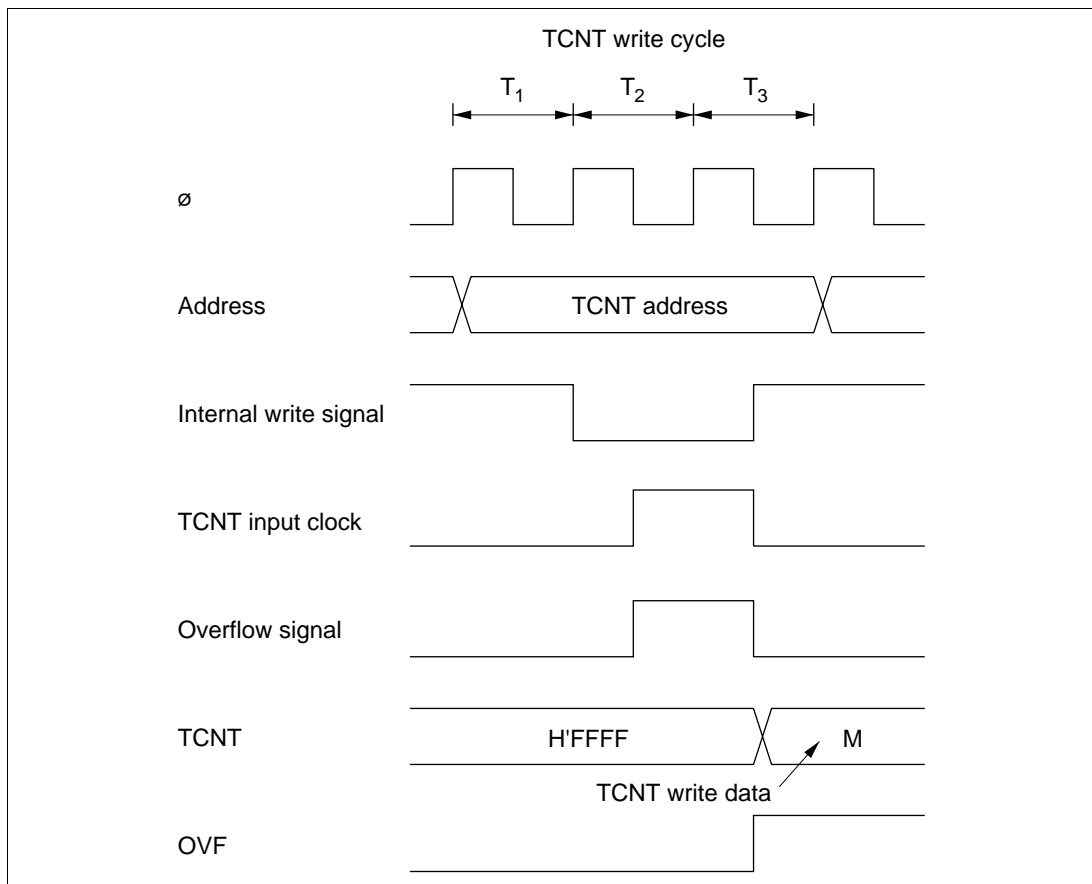 TCNT write cycle
T1 T2 T3
ø
Address
TCNT address
Internal write signal
TCNT input clock
Overflow signal
TCNT
H'FFFF
M
TCNT write data
OVF